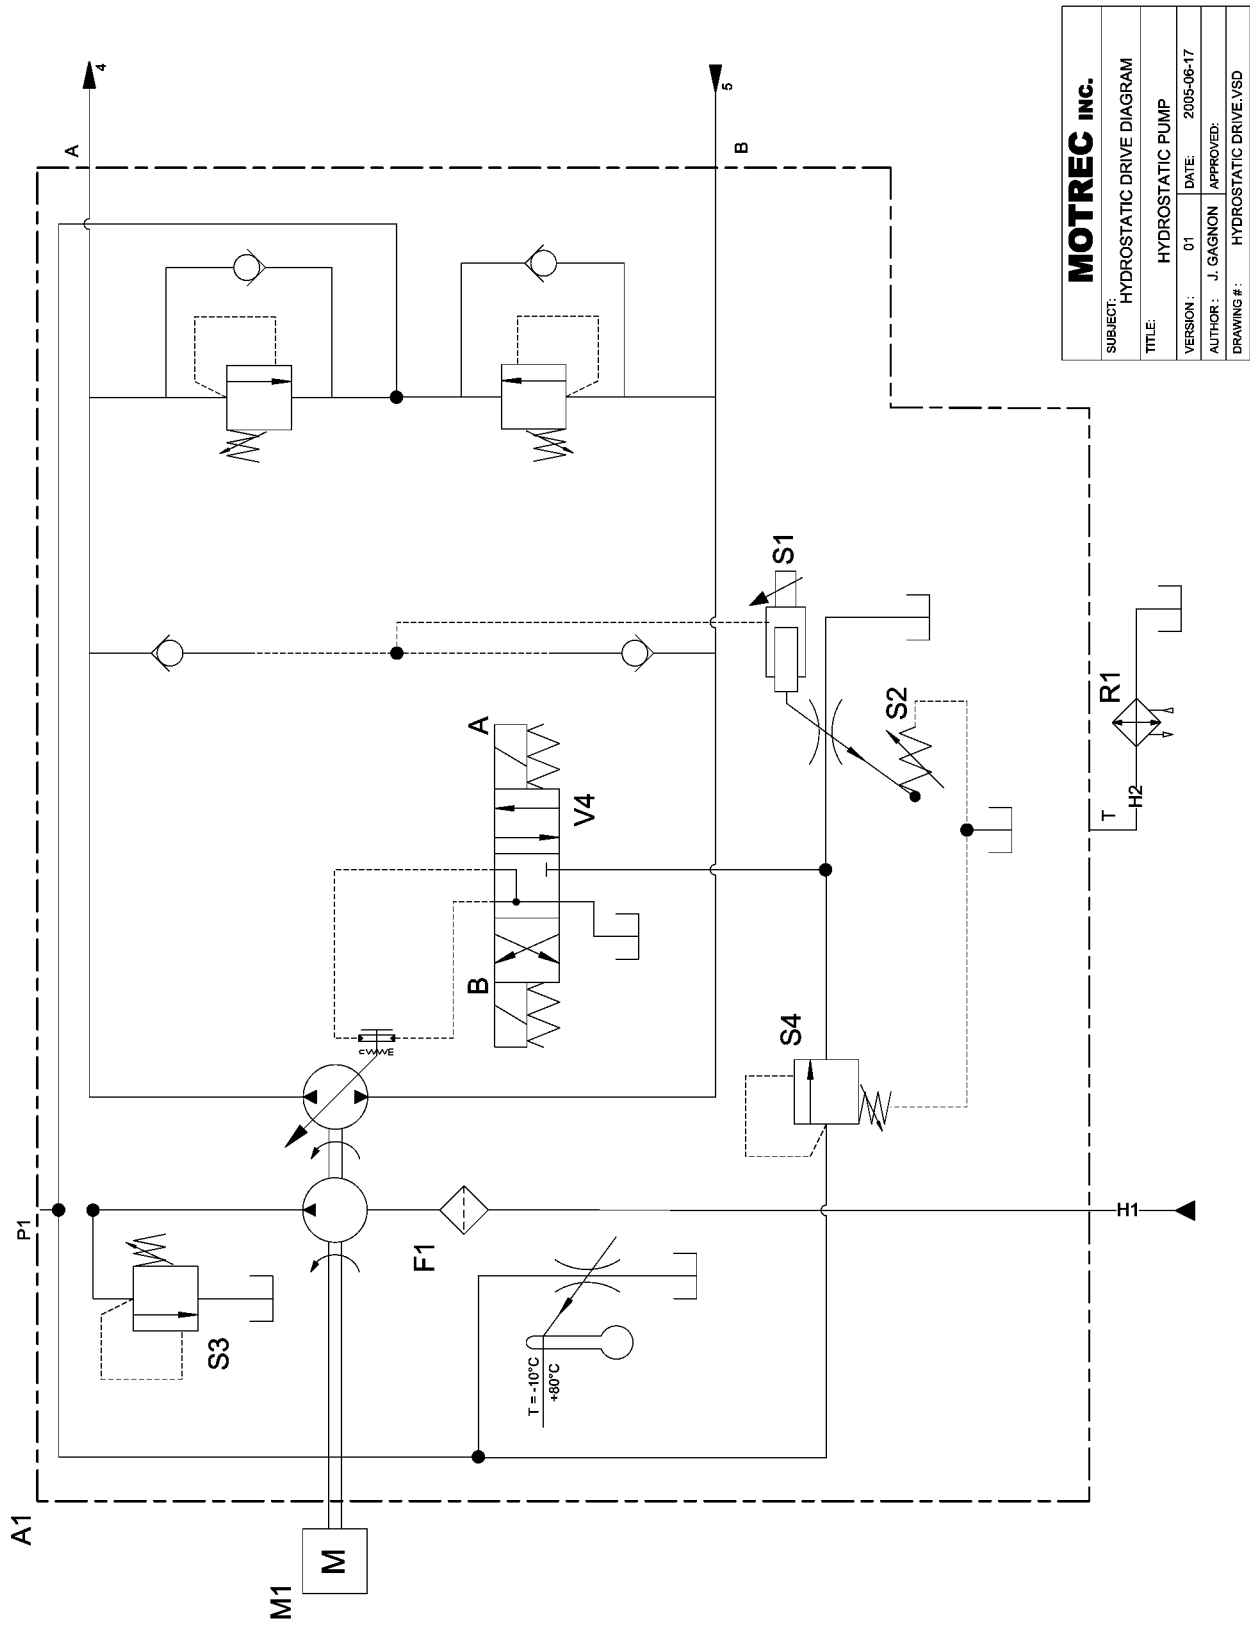 MOTREC INC.
SUBJECT:
HYDROSTATIC DRIVE DIAGRAM
TITLE:
HYDROSTATIC PUMP
VERSION : 01 DATE: 2005-06-17
AUTHOR : J. GAGNON APPROVED:
DRAWING # : HYDROSTATIC DRIVE.VSD
A1
M1
M
P1
S3
F1
T = -10°C
+80°C
A
4
B
5
A
V4
B
S1
S2
S4
R1
T
H2
H1